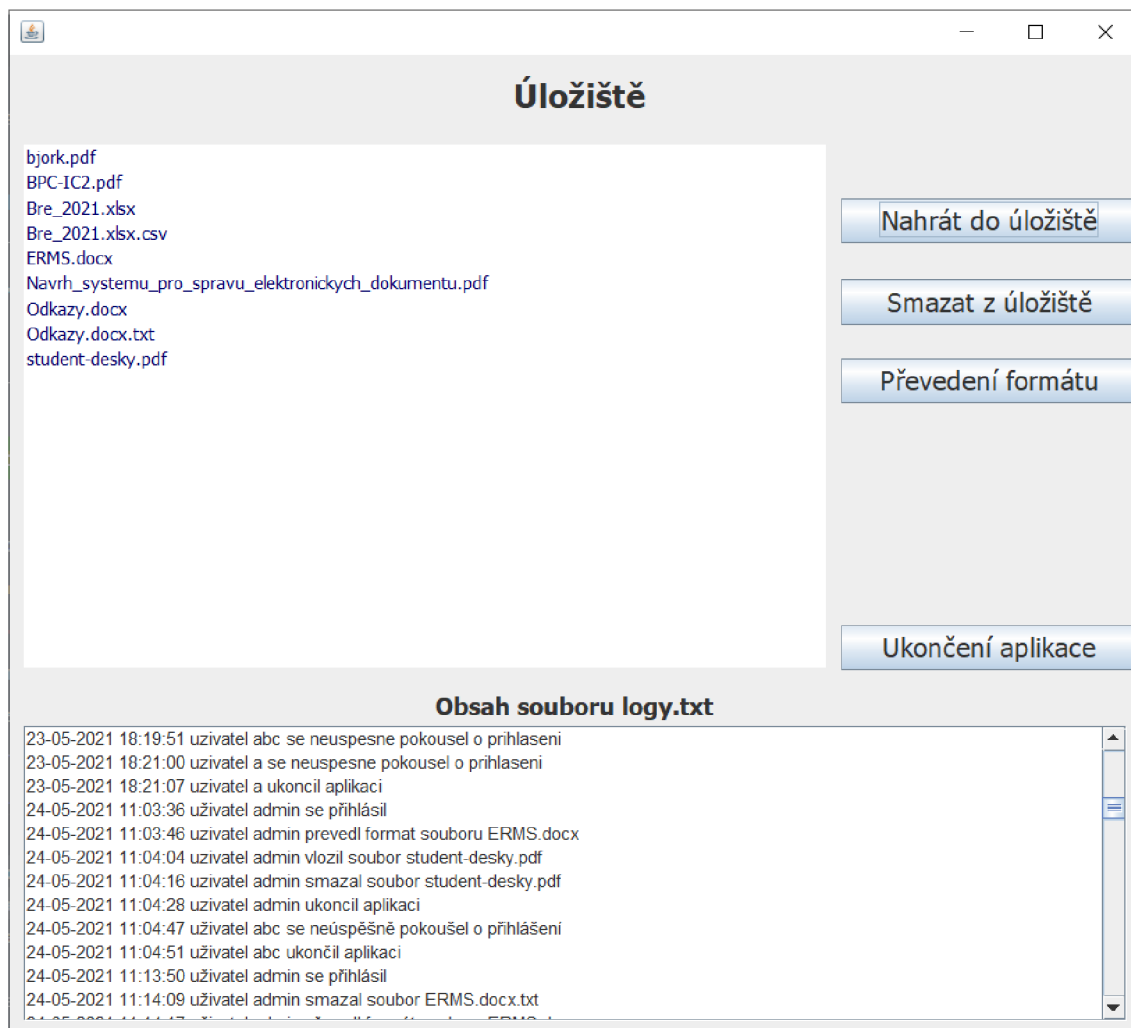 Úložiště
bjork.pdf
BPC-IC2.pdf
Bre_2021.xlsx
Bre_2021.xlsx.csv
ERMS.docx
Navrh_systemu_pro_spravu_elektronickych_dokumentu.pdf
Odkazy.docx
Odkazy.docx.txt
student-desky.pdf
Nahrát do úložiště
Smazat z úložiště
Převedení formátu
Ukončení aplikace
Obsah souboru logy.txt
23-05-2021 18:19:51 uzivatel abc se neuspesne pokousel o prihlaseni
23-05-2021 18:21:00 uzivatel a se neuspesne pokousel o prihlaseni
23-05-2021 18:21:07 uzivatel a ukoncil aplikaci
24-05-2021 11:03:36 uživatel admin se přihlásil
24-05-2021 11:03:46 uzivatel admin prevedl format souboru ERMS.docx
24-05-2021 11:04:04 uzivatel admin vlozil soubor student-desky.pdf
24-05-2021 11:04:16 uzivatel admin smazal soubor student-desky.pdf
24-05-2021 11:04:28 uzivatel admin ukoncil aplikaci
24-05-2021 11:04:47 uživatel abc se neúspěšně pokoušel o přihlášení
24-05-2021 11:04:51 uživatel abc ukončil aplikaci
24-05-2021 11:13:50 uživatel admin se přihlásil
24-05-2021 11:14:09 uživatel admin smazal soubor ERMS.docx.txt